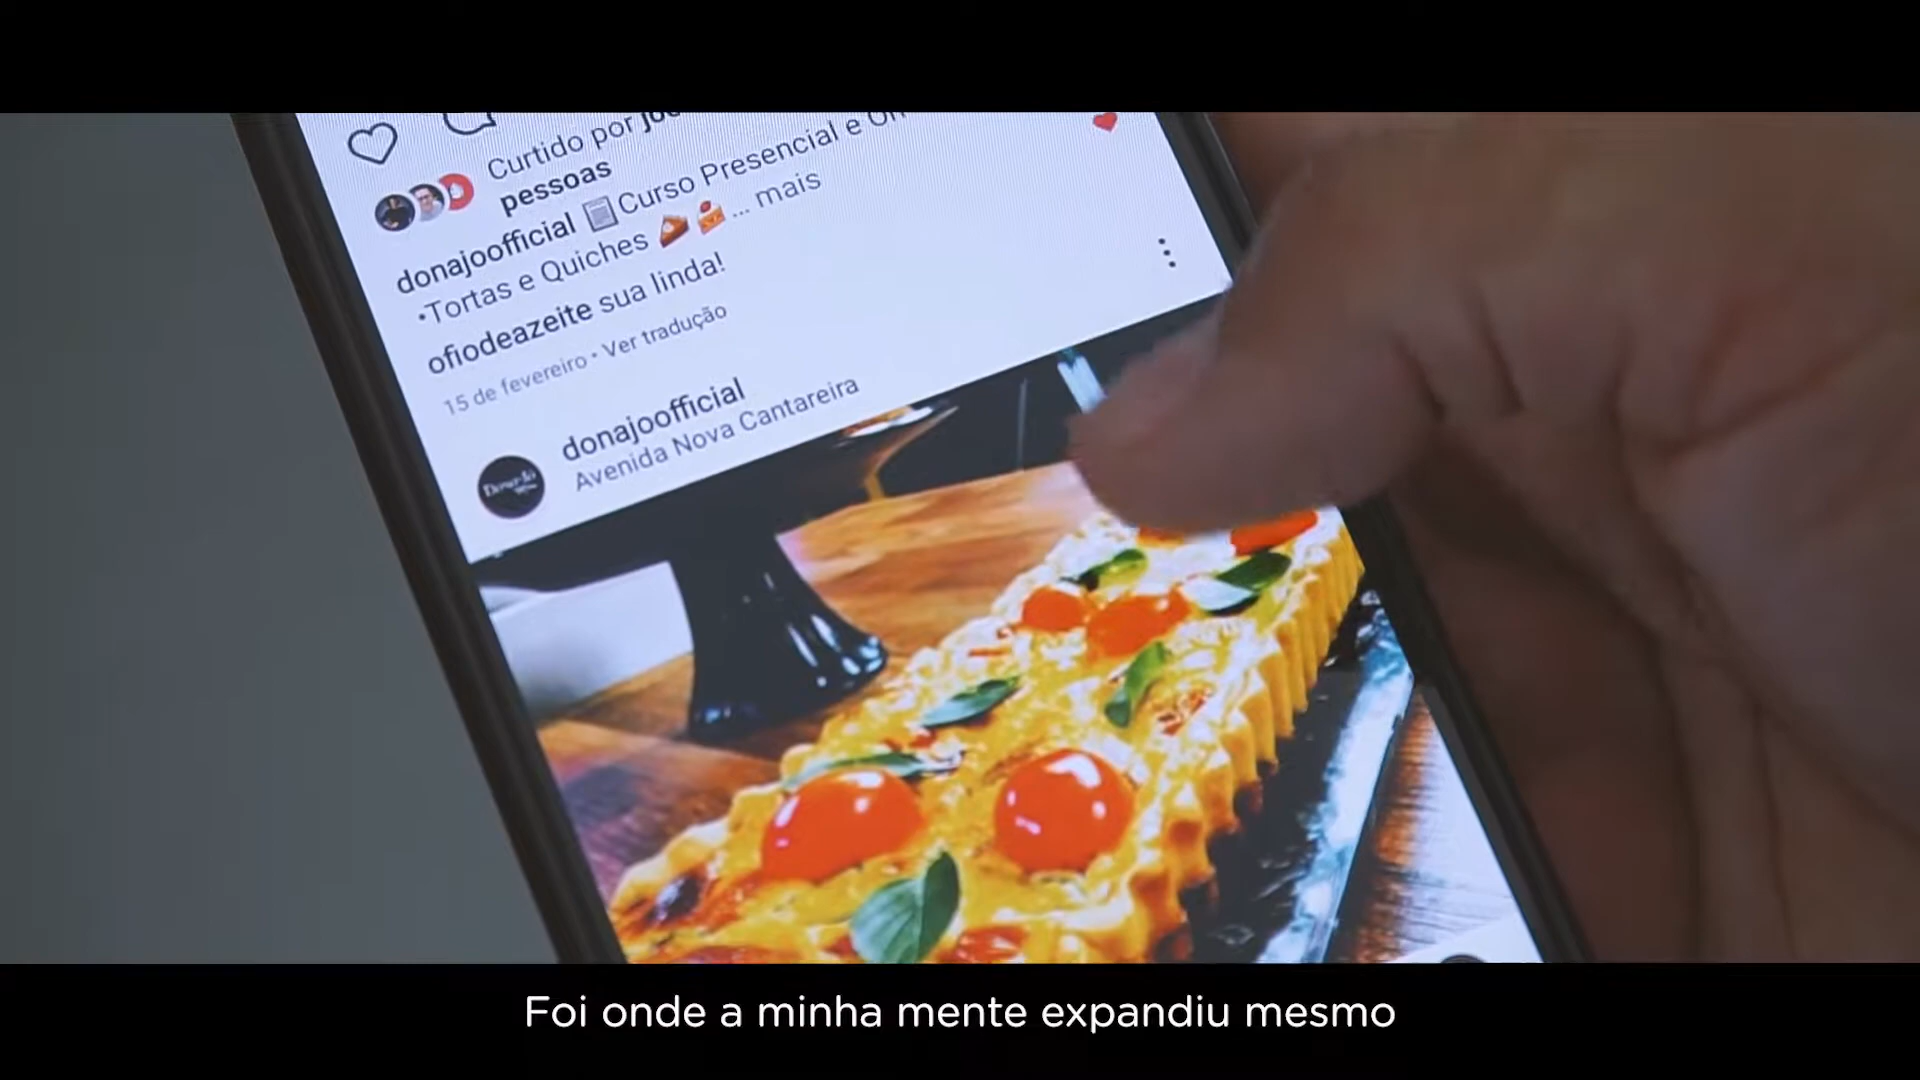 Curtido por
pessoas
donajoofficial Curso Presencial e
•Tortas e Quiches ... mais
ofiodeazeite sua linda!
15 de fevereiro • Ver tradução
donajoofficial
Avenida Nova Cantareira
Foi onde a minha mente expandiu mesmo